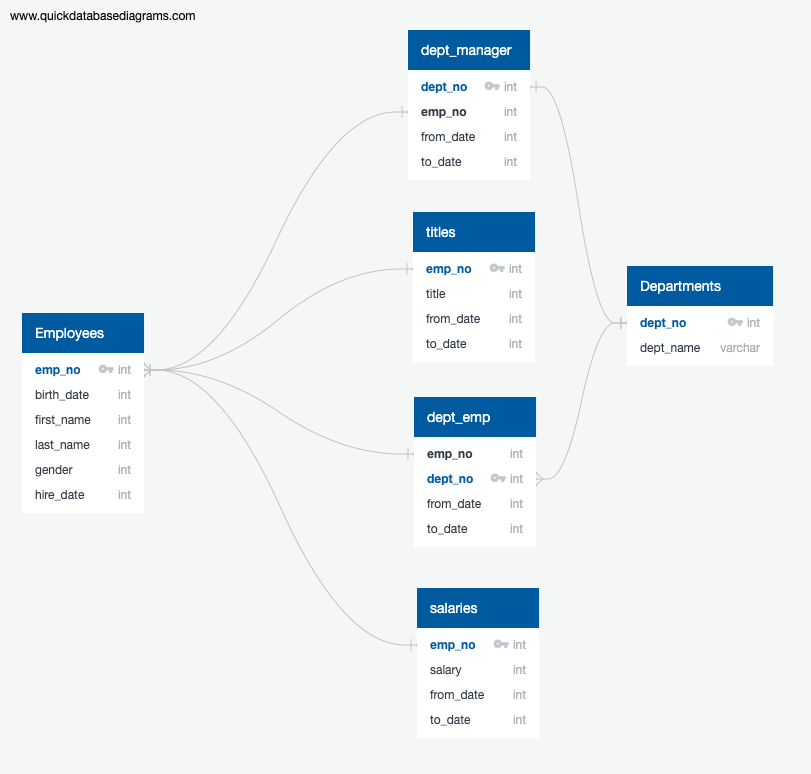 www.quickdatabasediagrams.com
dept_manager
dept_no int
emp_no int
from_date int
to_date int
titles
emp_no int
title int
from_date int
to_date int
Departments
dept_no int
dept_name varchar
Employees
emp_no int
birth_date int
first_name int
last_name int
gender int
hire_date int
dept_emp
emp_no int
dept_no int
from_date int
to_date int
salaries
emp_no int
salary int
from_date int
to_date int